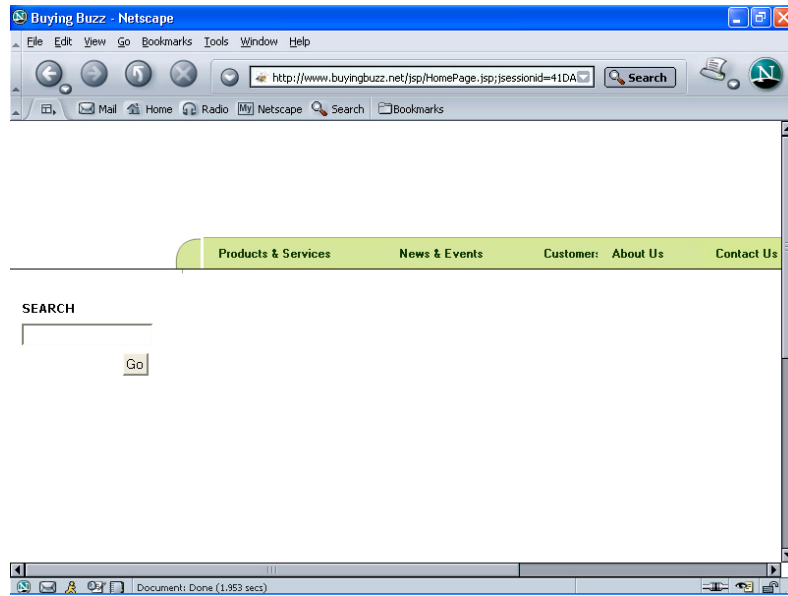 Buying Buzz - Netscape
File Edit View Go Bookmarks Tools Window Help
http://www.buyingbuzz.net/jsp/HomePage.jsp;jsessionid=41DA Search N
Mail Home Radio My Netscape Search Bookmarks
Products & Services News & Events Customer: About Us Contact Us
SEARCH
Go
Document: Done (1.953 secs)